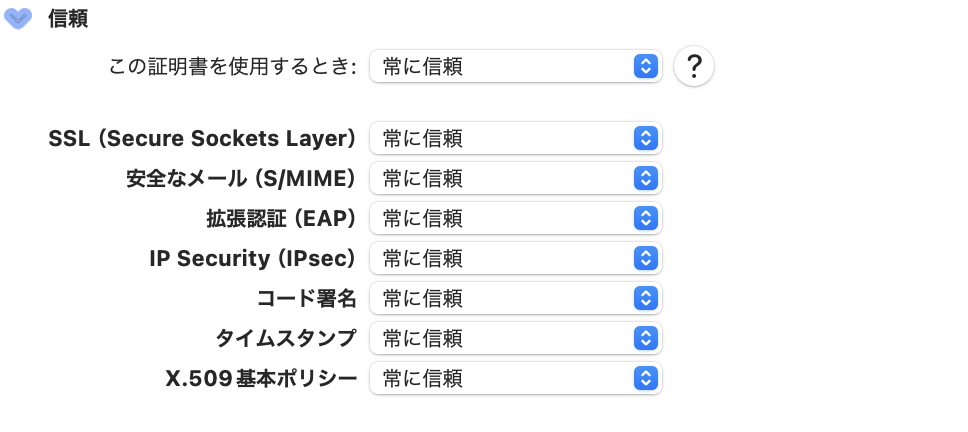 信頼
この証明書を使用するとき: 常に信頼 ?
SSL（Secure Sockets Layer） 常に信頼
安全なメール（S/MIME） 常に信頼
拡張認証（EAP） 常に信頼
IP Security（IPsec） 常に信頼
コード署名 常に信頼
タイムスタンプ 常に信頼
X.509基本ポリシー 常に信頼